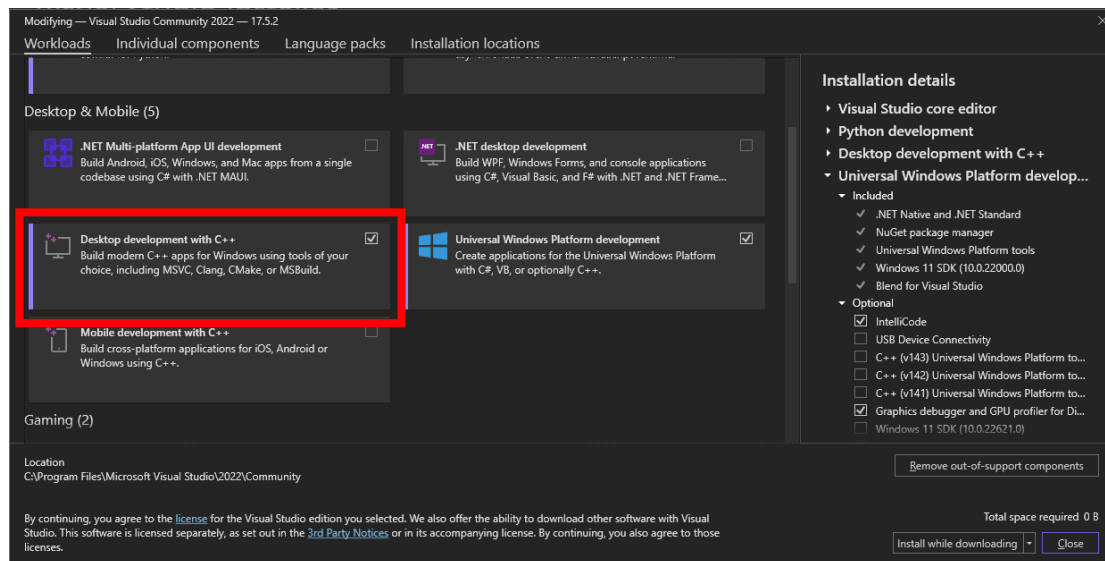 Modifying — Visual Studio Community 2022 — 17.5.2
Workloads Individual components Language packs Installation locations
Desktop & Mobile (5)
.NET Multi-platform App UI development
Build Android, iOS, Windows, and Mac apps from a single
codebase using C# with .NET MAUI.
.NET
.NET desktop development
Build WPF, Windows Forms, and console applications
using C#, Visual Basic, and F# with .NET and .NET Frame...
Desktop development with C++
Build modern C++ apps for Windows using tools of your
choice, including MSVC, Clang, CMake, or MSBuild.
Universal Windows Platform development
Create applications for the Universal Windows Platform
with C#, VB, or optionally C++.
Mobile development with C++
Build cross-platform applications for iOS, Android or
Windows using C++.
Gaming (2)
Installation details
Visual Studio core editor
Python development
Desktop development with C++
Universal Windows Platform develop...
Included
.NET Native and .NET Standard
NuGet package manager
Universal Windows Platform tools
Windows 11 SDK (10.0.22000.0)
Blend for Visual Studio
Optional
IntelliCode
USB Device Connectivity
C++ (v143) Universal Windows Platform to...
C++ (v142) Universal Windows Platform to...
C++ (v141) Universal Windows Platform to...
Graphics debugger and GPU profiler for Di...
Windows 11 SDK (10.0.22621.0)
Location
C:\Program Files\Microsoft Visual Studio\2022\Community
Remove out-of-support components
By continuing, you agree to the license for the Visual Studio edition you selected. We also offer the ability to download other software with Visual
Studio. This software is licensed separately, as set out in the 3rd Party Notices or in its accompanying license. By continuing, you also agree to those
licenses.
Total space required 0 B
Install while downloading Close